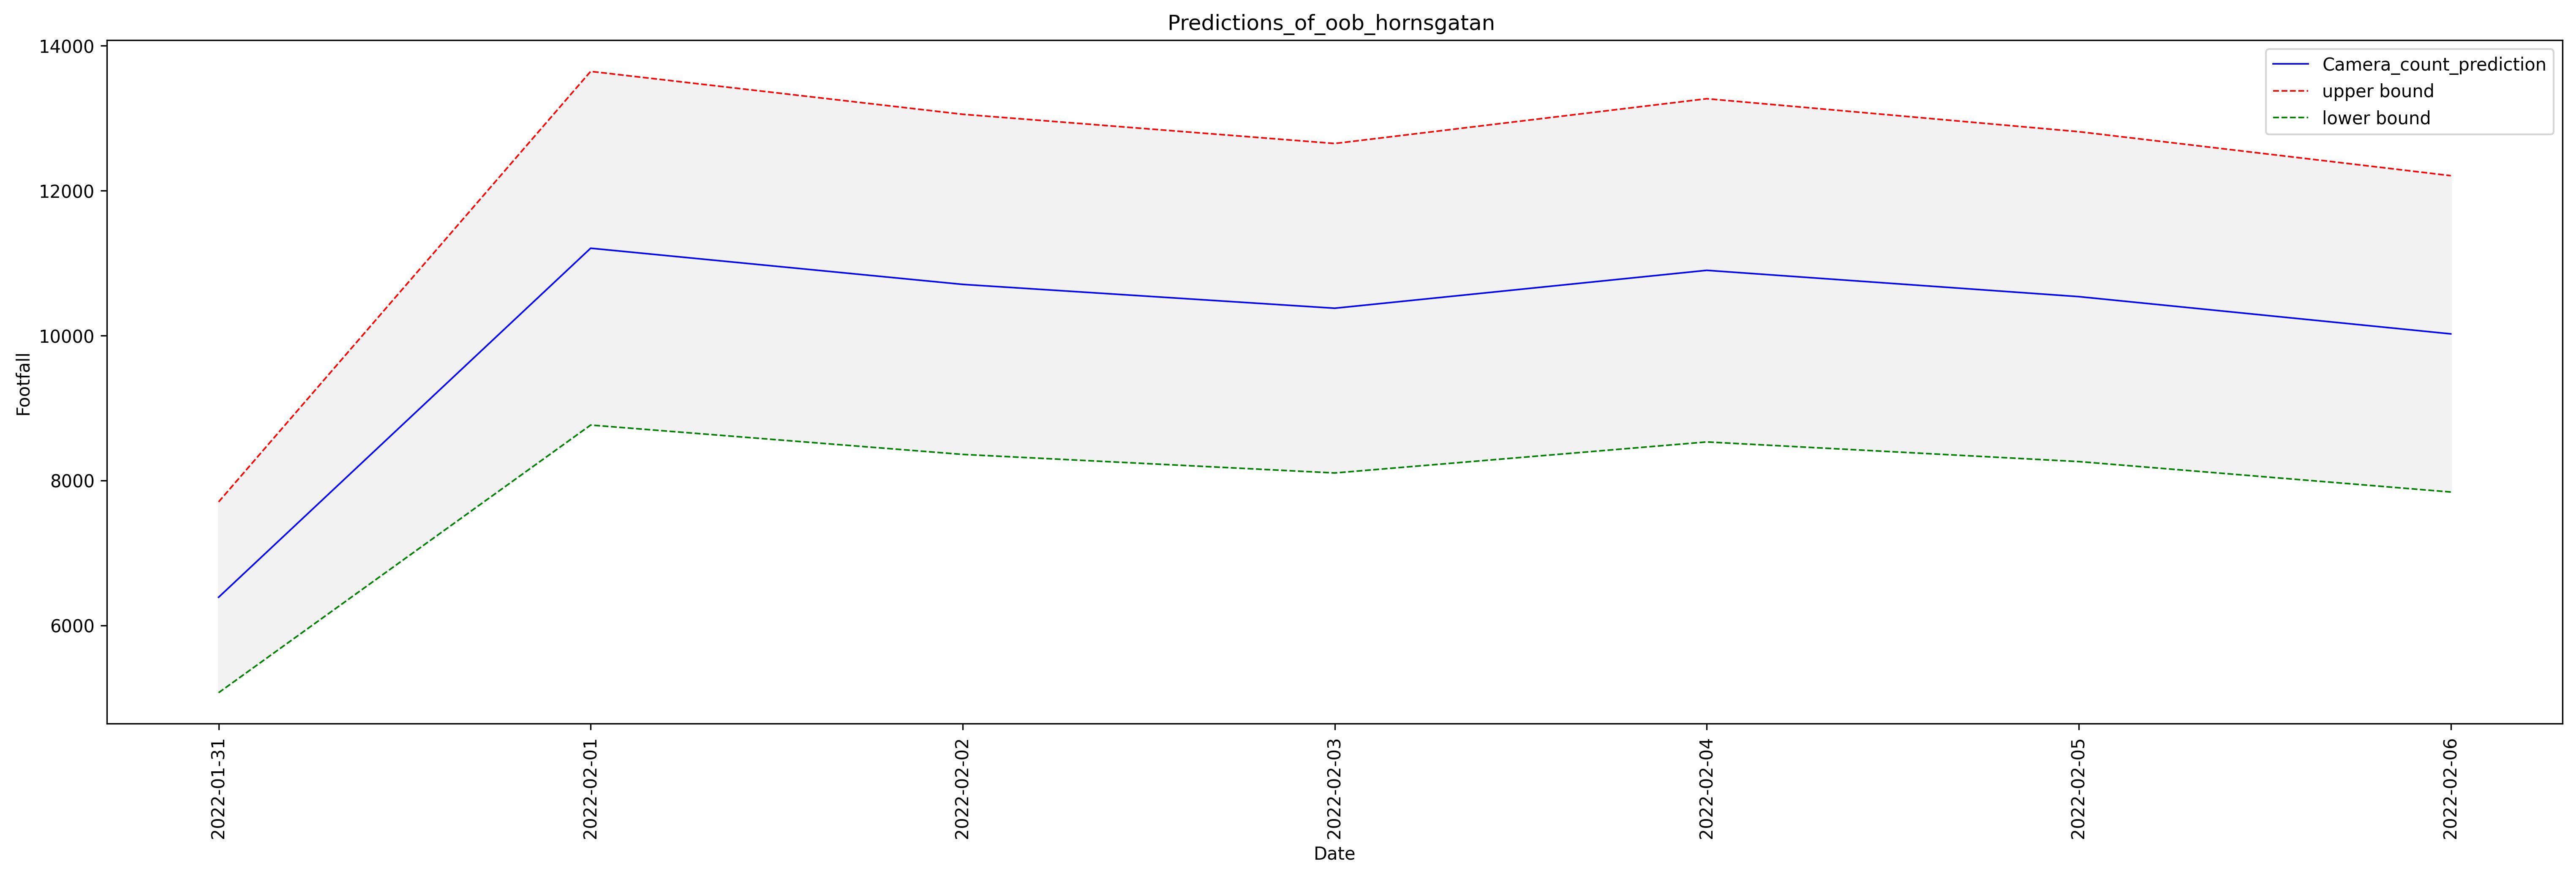 Predictions_of_oob_hornsgatan
Camera_count_prediction
upper bound
lower bound
Footfall
14000
12000
10000
8000
6000
2022-01-31
2022-02-01
2022-02-02
2022-02-03
2022-02-04
2022-02-05
2022-02-06
Date